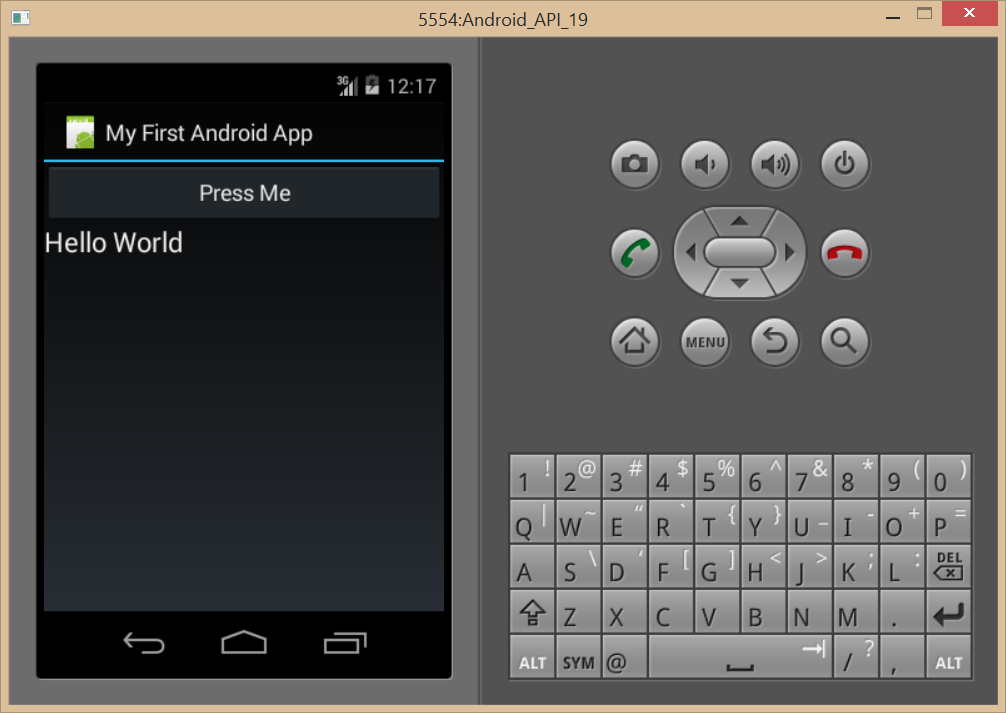 5554:Android_API_19
3G 12:17
My First Android App
Press Me
Hello World
MENU
1 ! 2 @ 3 # 4 $ 5 % 6 ^ 7 & 8 * 9 ( 0 )
Q | W ~ E “ R ` T { Y } U _ I - O + P =
A S \ D ‘ F [ G ] H < J > K ; L : DEL
Z X C V B N M .
ALT SYM @ / ? , ALT